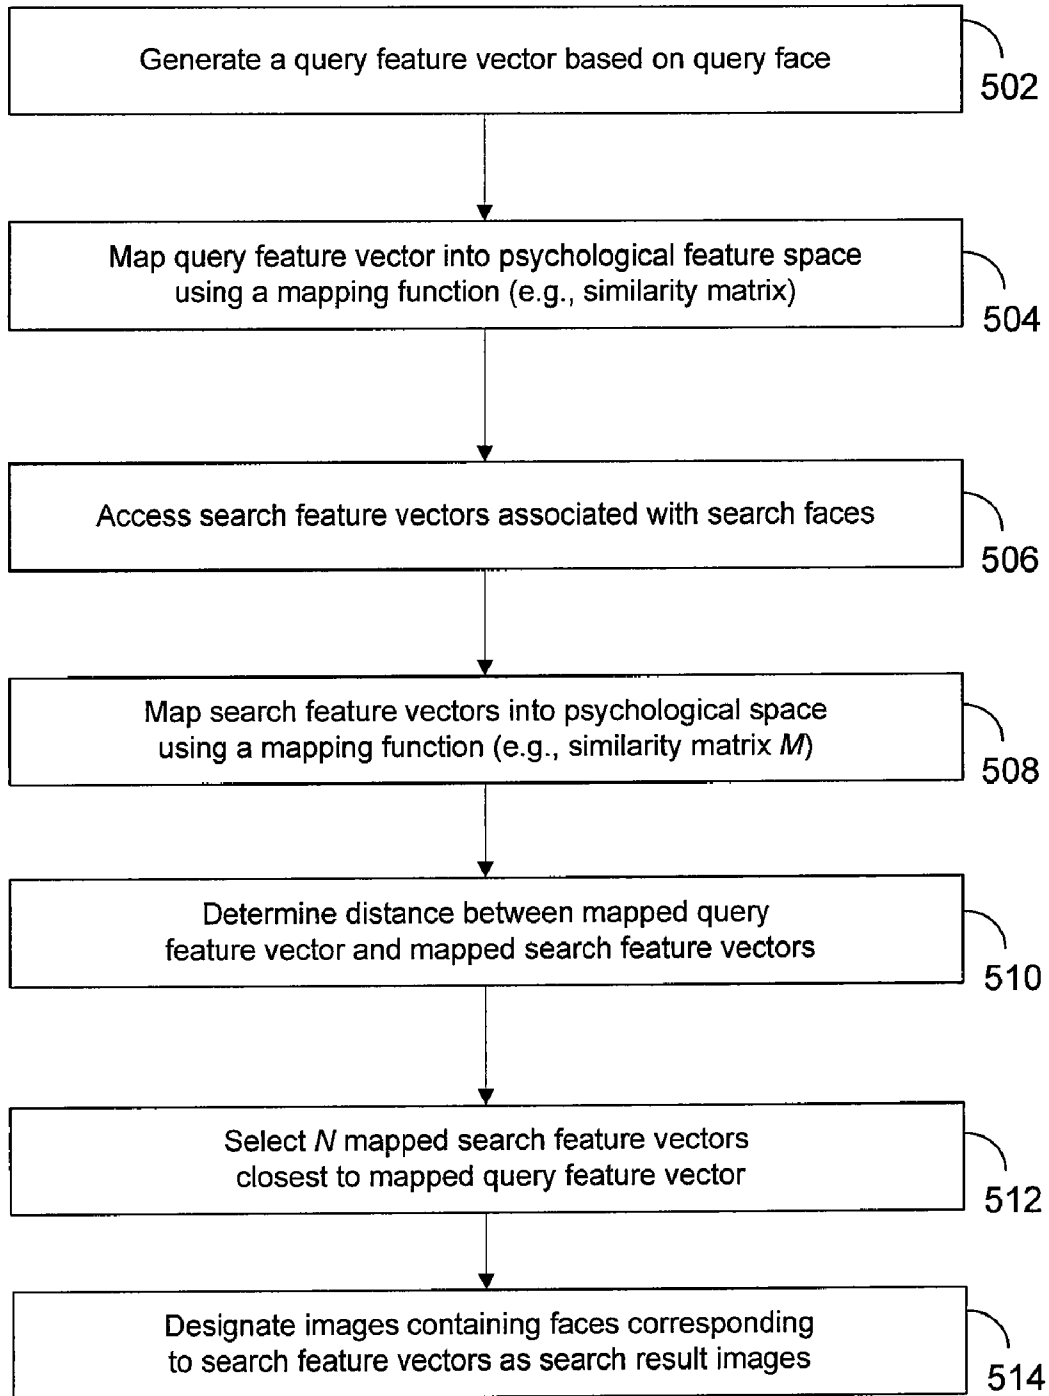 Generate a query feature vector based on query face
502
Map query feature vector into psychological feature space
using a mapping function (e.g., similarity matrix)
504
Access search feature vectors associated with search faces
506
Map search feature vectors into psychological space
using a mapping function (e.g., similarity matrix M)
508
Determine distance between mapped query
feature vector and mapped search feature vectors
510
Select N mapped search feature vectors
closest to mapped query feature vector
512
Designate images containing faces corresponding
to search feature vectors as search result images
514